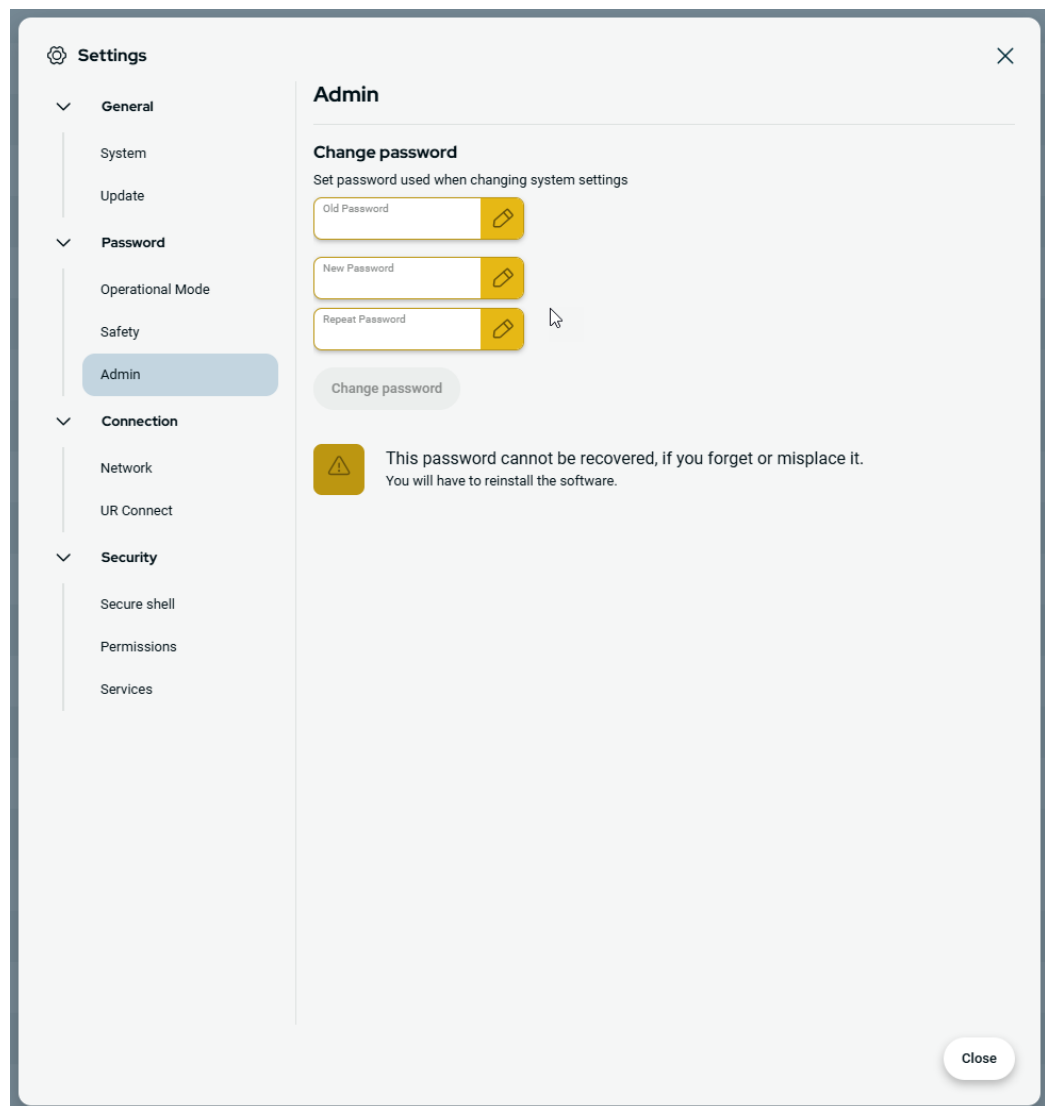 Settings
General
System
Update
Password
Operational Mode
Safety
Admin
Connection
Network
UR Connect
Security
Secure shell
Permissions
Services
Admin
Change password
Set password used when changing system settings
Old Password
New Password
Repeat Password
Change password
This password cannot be recovered, if you forget or misplace it.
You will have to reinstall the software.
Close